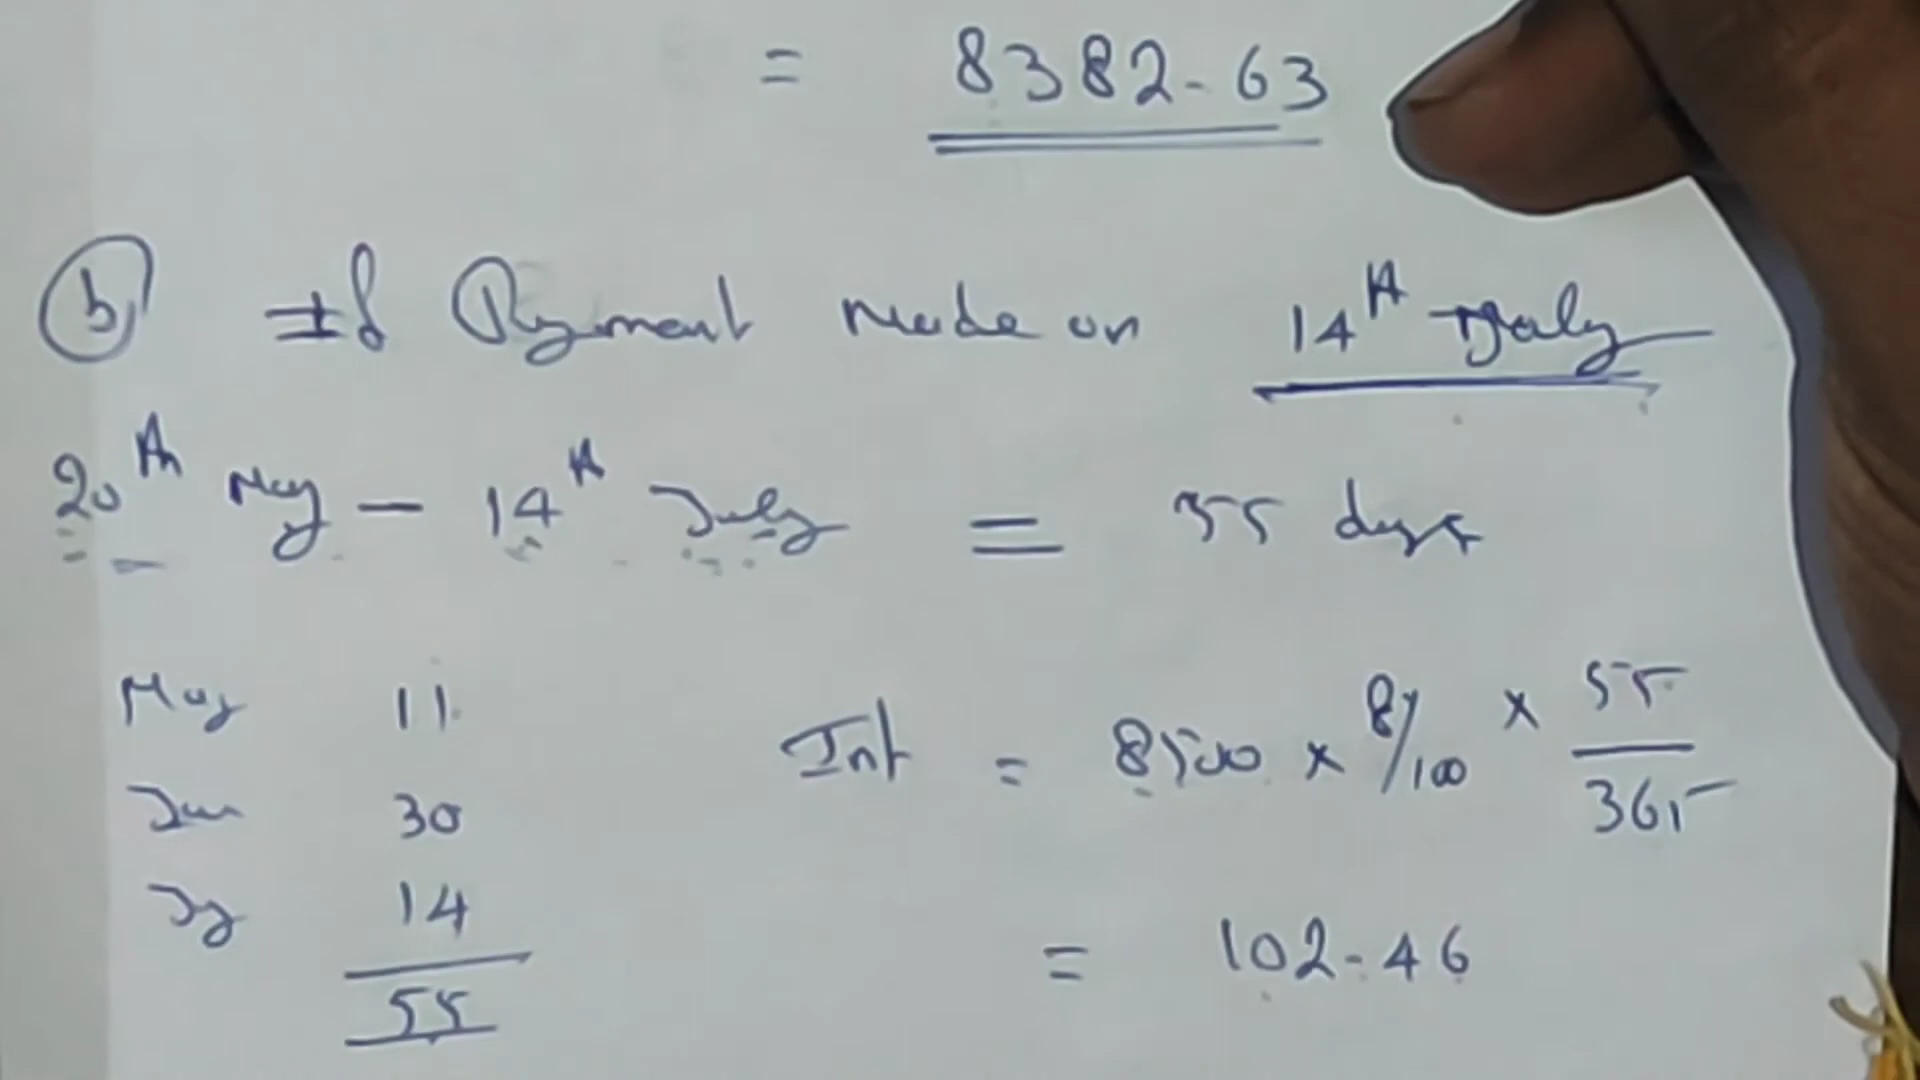 = 8382-63
b If Payment made on 14th July
20th May - 14th July = 55 days
May 11
Jun 30
Jy 14
55
Int = 8500 x 8/100 x 55/365
= 102-46